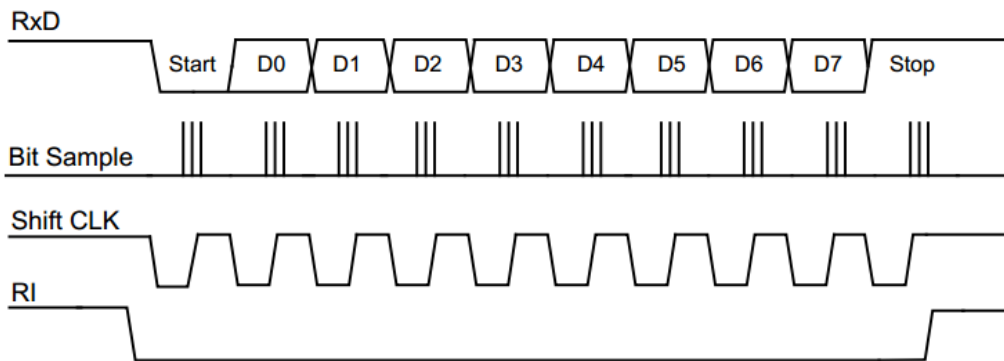 RxD
Start D0 D1 D2 D3 D4 D5 D6 D7 Stop
Bit Sample
Shift CLK
RI